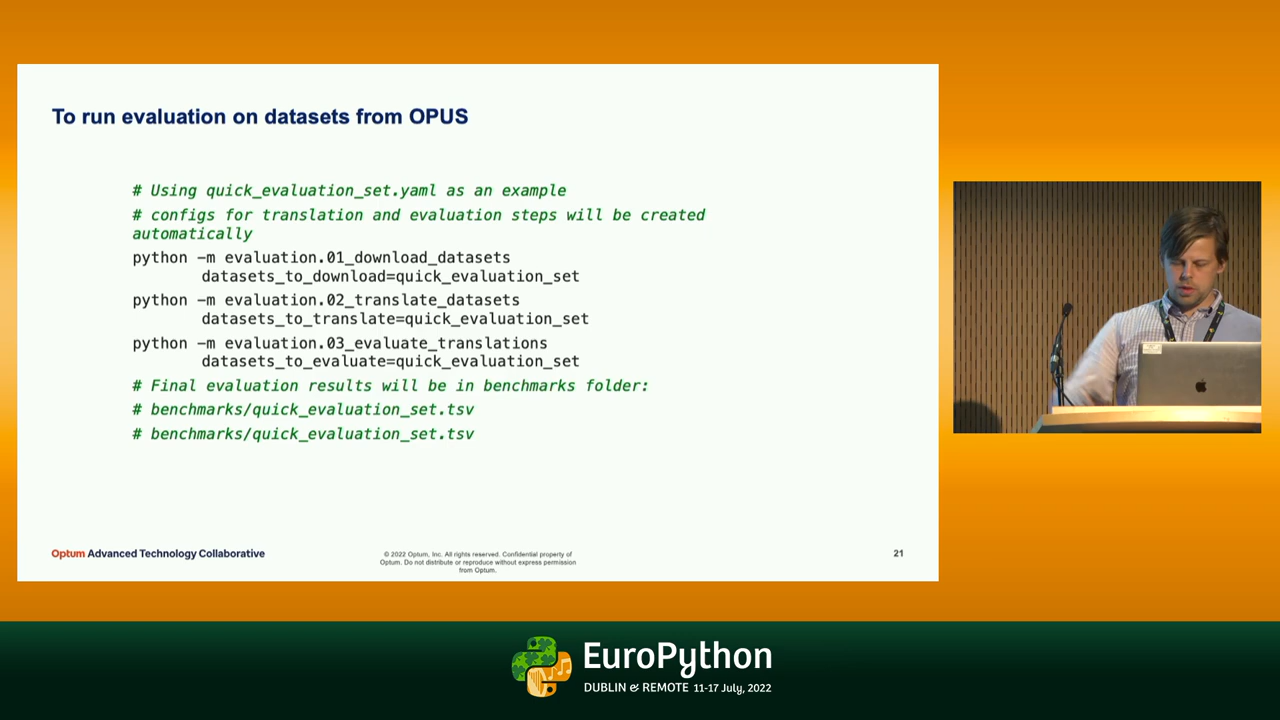 To run evaluation on datasets from OPUS
# Using quick_evaluation_set.yaml as an example
# configs for translation and evaluation steps will be created
automatically
python -m evaluation.01_download_datasets
datasets_to_download=quick_evaluation_set
python -m evaluation.02_translate_datasets
datasets_to_translate=quick_evaluation_set
python -m evaluation.03_evaluate_translations
datasets_to_evaluate=quick_evaluation_set
# Final evaluation results will be in benchmarks folder:
# benchmarks/quick_evaluation_set.tsv
# benchmarks/quick_evaluation_set.tsv
Optum Advanced Technology Collaborative
© 2022 Optum, Inc. All rights reserved. Confidential property of
Optum. Do not distribute or reproduce without express permission
from Optum.
21
EuroPython
DUBLIN & REMOTE 11-17 July, 2022